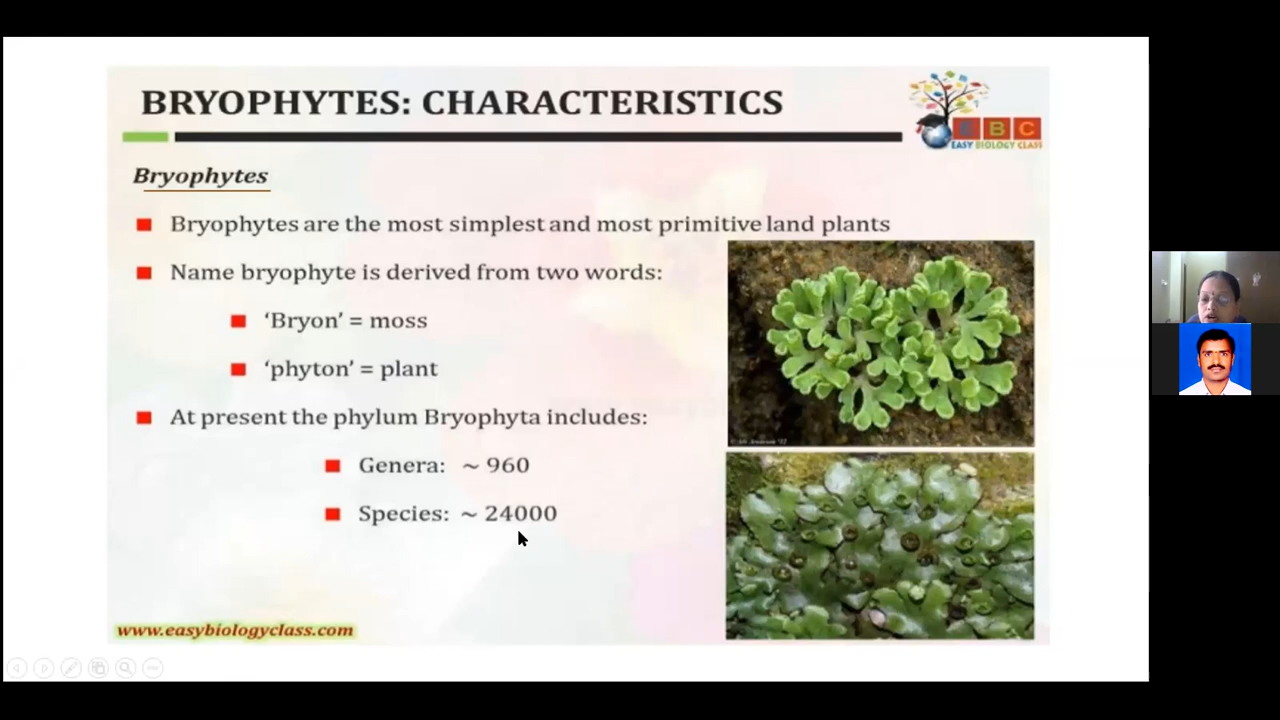 BRYOPHYTES: CHARACTERISTICS
E B C
EASY BIOLOGY CLASS
Bryophytes
Bryophytes are the most simplest and most primitive land plants
Name bryophyte is derived from two words:
‘Bryon’ = moss
‘phyton’ = plant
At present the phylum Bryophyta includes:
Genera: ~ 960
Species: ~ 24000
www.easybiologyclass.com